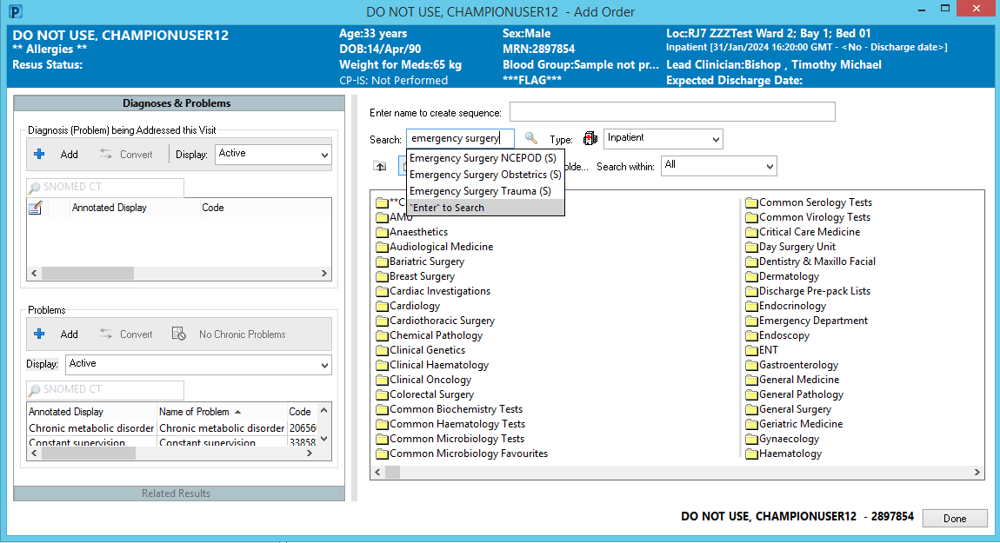 P
DO NOT USE, CHAMPIONUSER12 - Add Order
DO NOT USE, CHAMPIONUSER12
** Allergies **
Resus Status:
Age:33 years
DOB:14/Apr/90
Weight for Meds:65 kg
CP-IS: Not Performed
Sex:Male
MRN:2897854
Blood Group:Sample not pr...
***FLAG***
Loc:RJ7 ZZZTest Ward 2; Bay 1; Bed 01
Inpatient [31/Jan/2024 16:20:00 GMT - <No - Discharge date>]
Lead Clinician:Bishop , Timothy Michael
Expected Discharge Date:
Diagnoses & Problems
Diagnosis (Problem) being Addressed this Visit
Add Convert Display: Active
SNOMED CT
Annotated Display Code
Problems
Add Convert No Chronic Problems
Display: Active
SNOMED CT
Annotated Display Name of Problem Code
Chronic metabolic disorder Chronic metabolic disorder 20656
Constant supervision Constant supervision 33858
Related Results
Enter name to create sequence:
Search: emergency surgery Type: Inpatient
Emergency Surgery NCEPOD (S)
Emergency Surgery Obstetrics (S)
Emergency Surgery Trauma (S)
"Enter" to Search
olde... Search within: All
**C
AMU
Anaesthetics
Audiological Medicine
Bariatric Surgery
Breast Surgery
Cardiac Investigations
Cardiology
Cardiothoracic Surgery
Chemical Pathology
Clinical Genetics
Clinical Haematology
Clinical Oncology
Colorectal Surgery
Common Biochemistry Tests
Common Haematology Tests
Common Microbiology Tests
Common Microbiology Favourites
Common Serology Tests
Common Virology Tests
Critical Care Medicine
Day Surgery Unit
Dentistry & Maxillo Facial
Dermatology
Discharge Pre-pack Lists
Endocrinology
Emergency Department
Endoscopy
ENT
Gastroenterology
General Medicine
General Pathology
General Surgery
Geriatric Medicine
Gynaecology
Haematology
DO NOT USE, CHAMPIONUSER12 - 2897854
Done